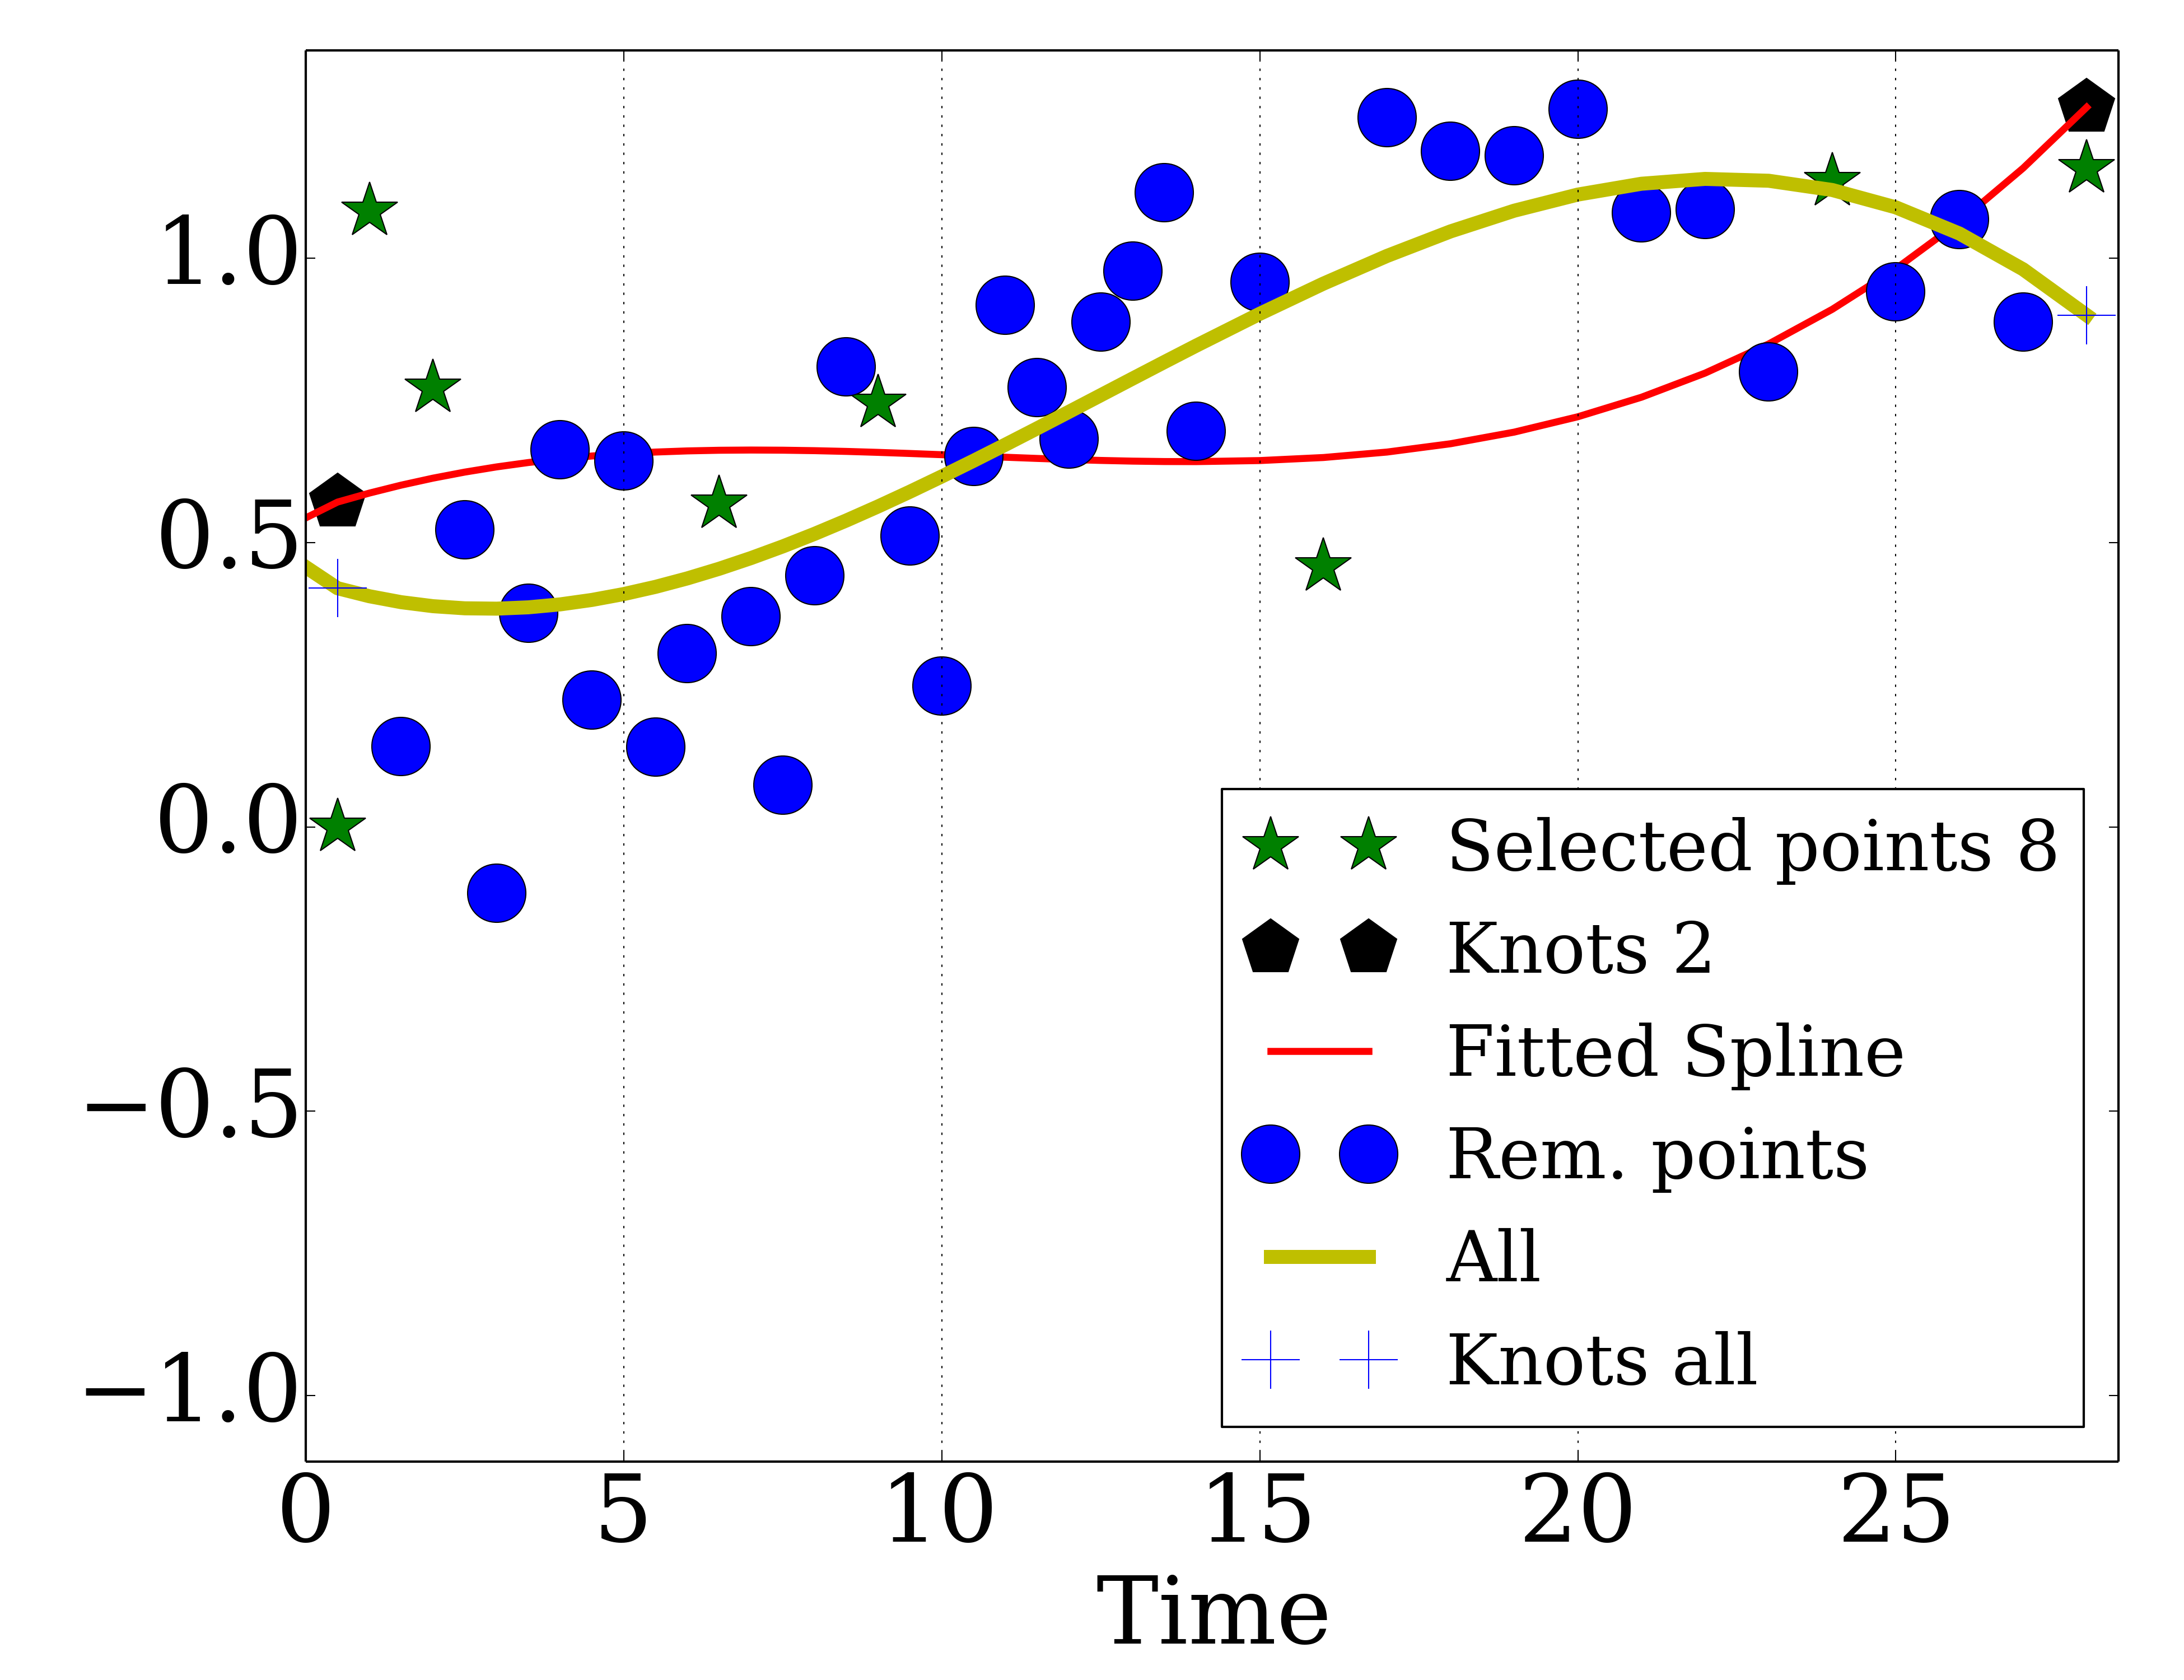 1.0
0.5
0.0
−0.5
−1.0
Selected points 8
Knots 2
Fitted Spline
Rem. points
All
Knots all
0 5 10 15 20 25
Time